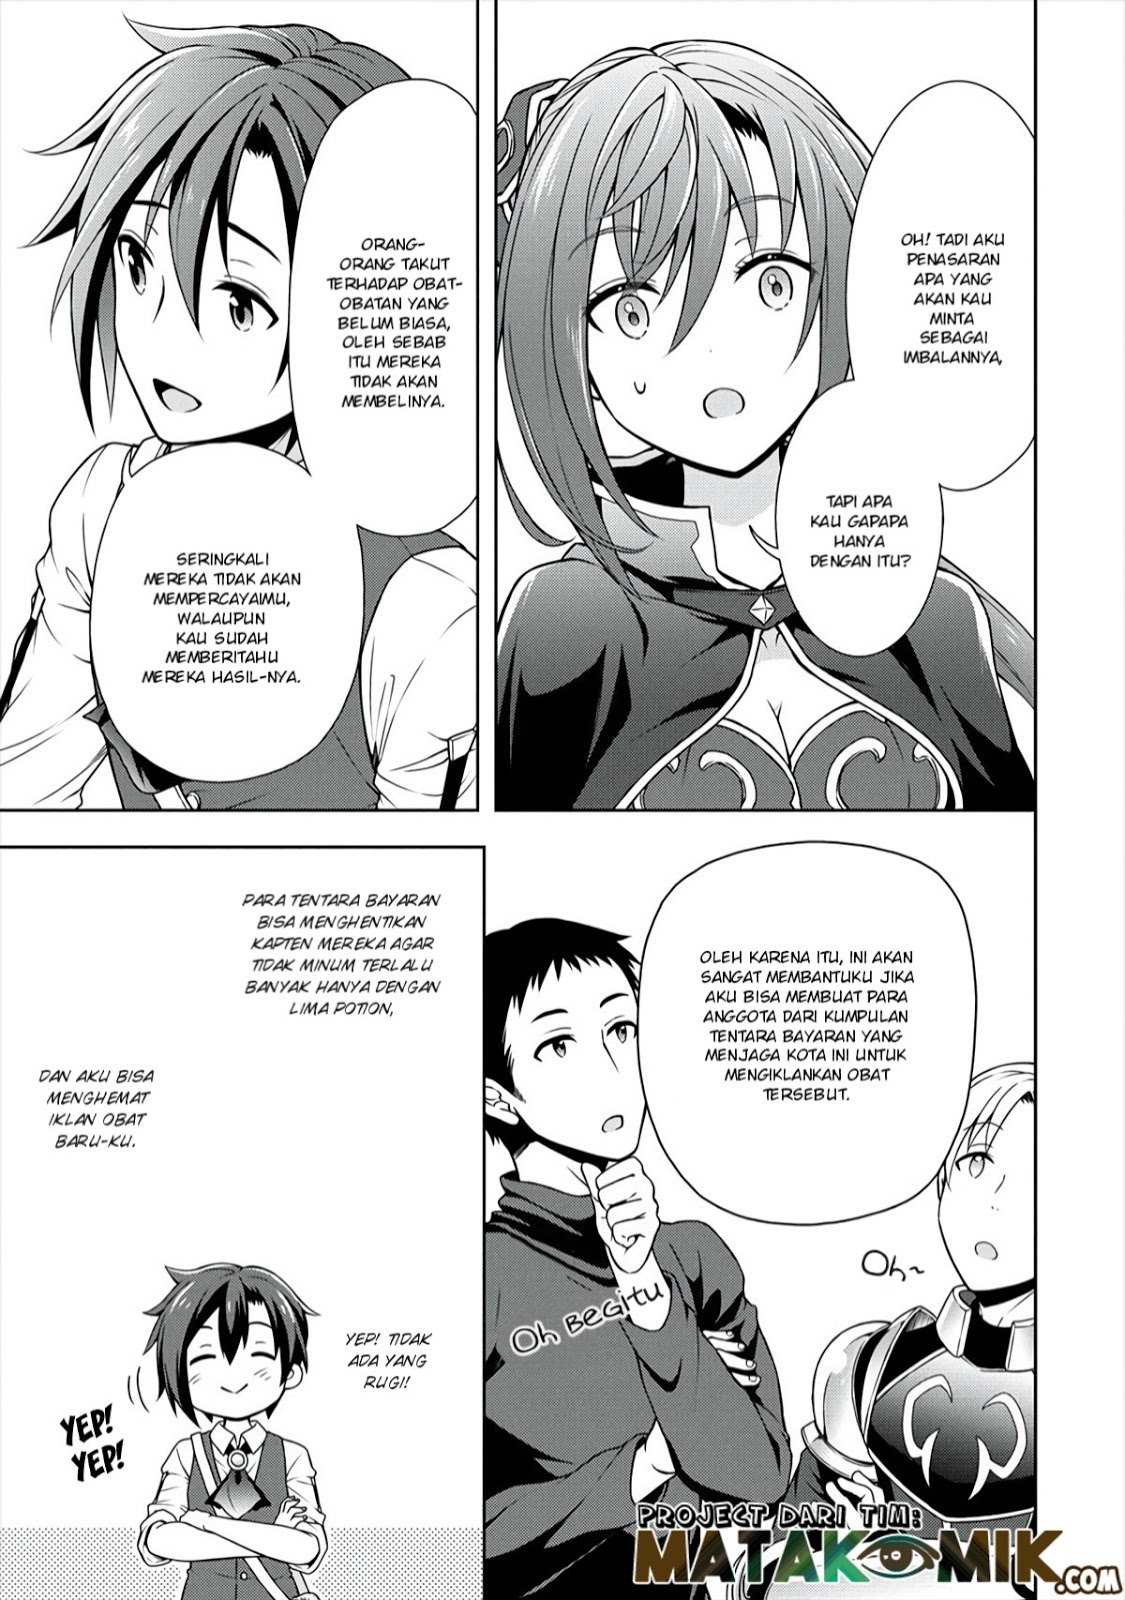 OH! TADI AKU
PENASARAN
APA YANG
AKAN KAU
MINTA
SEBAGAI
IMBALANNYA,
TAPI APA
KAU GAPAPA
HANYA
DENGAN ITU?
ORANG-
ORANG TAKUT
TERHADAP OBAT-
OBATAN YANG
BELUM BIASA,
OLEH SEBAB
ITU MEREKA
TIDAK AKAN
MEMBELINYA.
SERINGKALI
MEREKA TIDAK AKAN
MEMPERCAYAIMU,
WALAUPUN
KAU SUDAH
MEMBERITAHU
MEREKA HASIL-NYA.
OLEH KARENA ITU, INI AKAN
SANGAT MEMBANTUKU JIKA
AKU BISA MEMBUAT PARA
ANGGOTA DARI KUMPULAN
TENTARA BAYARAN YANG
MENJAGA KOTA INI UNTUK
MENGIKLANKAN OBAT
TERSEBUT.
Oh~
Oh BEGITU
PARA TENTARA BAYARAN
BISA MENGHENTIKAN
KAPTEN MEREKA AGAR
TIDAK MINUM TERLALU
BANYAK HANYA DENGAN
LIMA POTION,
DAN AKU BISA
MENGHEMAT
IKLAN OBAT
BARU-KU.
YEP! TIDAK
ADA YANG
RUGI!
YEP!
YEP!
PROJECT DARI TIM:
MATAKOMIK.COM